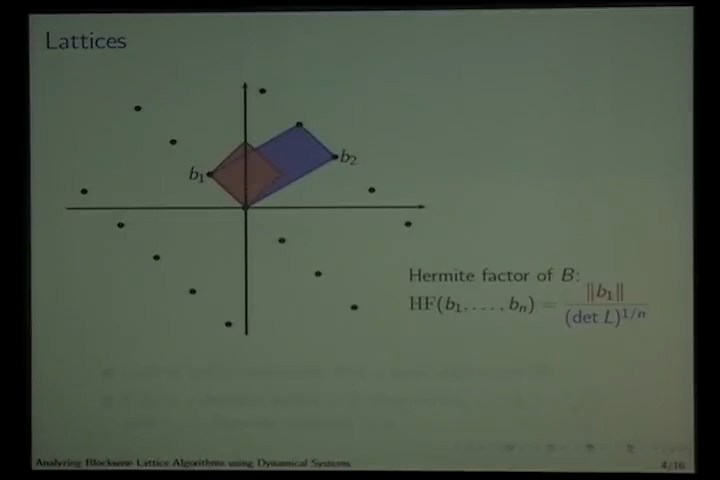 Lattices
b₁
b₂
Hermite factor of B:
HF(b₁, . . . , bₙ) = ‖b₁‖ / (det L)^{1/n}
Analyzing Blockwise Lattice Algorithms using Dynamical Systems
4/16